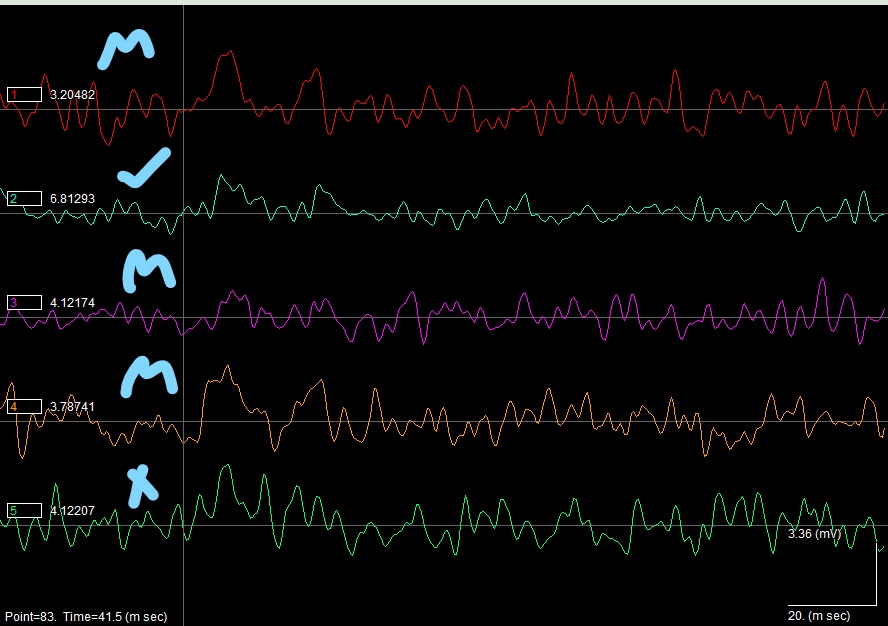 M
1 3.20482
✓
2 6.81293
M
3 4.12174
M
4 3.78741
X
5 4.12207
3.36 (mV)
Point=83. Time=41.5 (m sec)
20. (m sec)